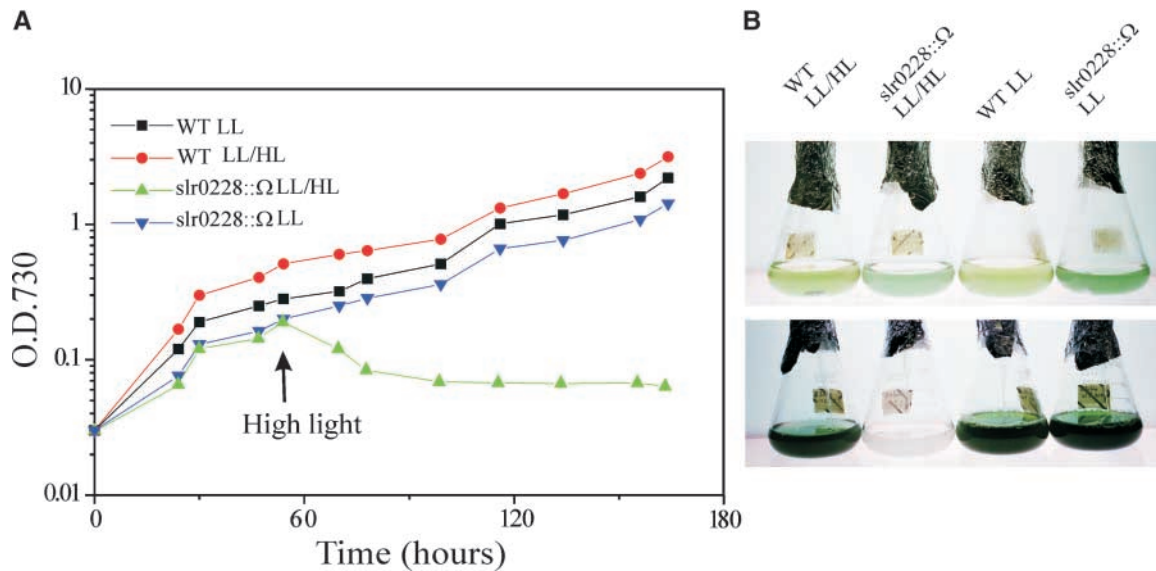 A
10
1
0.1
0.01
O.D.730
WT LL
WT LL/HL
slr0228::Ω LL/HL
slr0228::Ω LL
High light
0
60
120
180
Time (hours)
B
WT
LL/HL
slr0228::Ω
LL/HL
WT LL
slr0228::Ω
LL